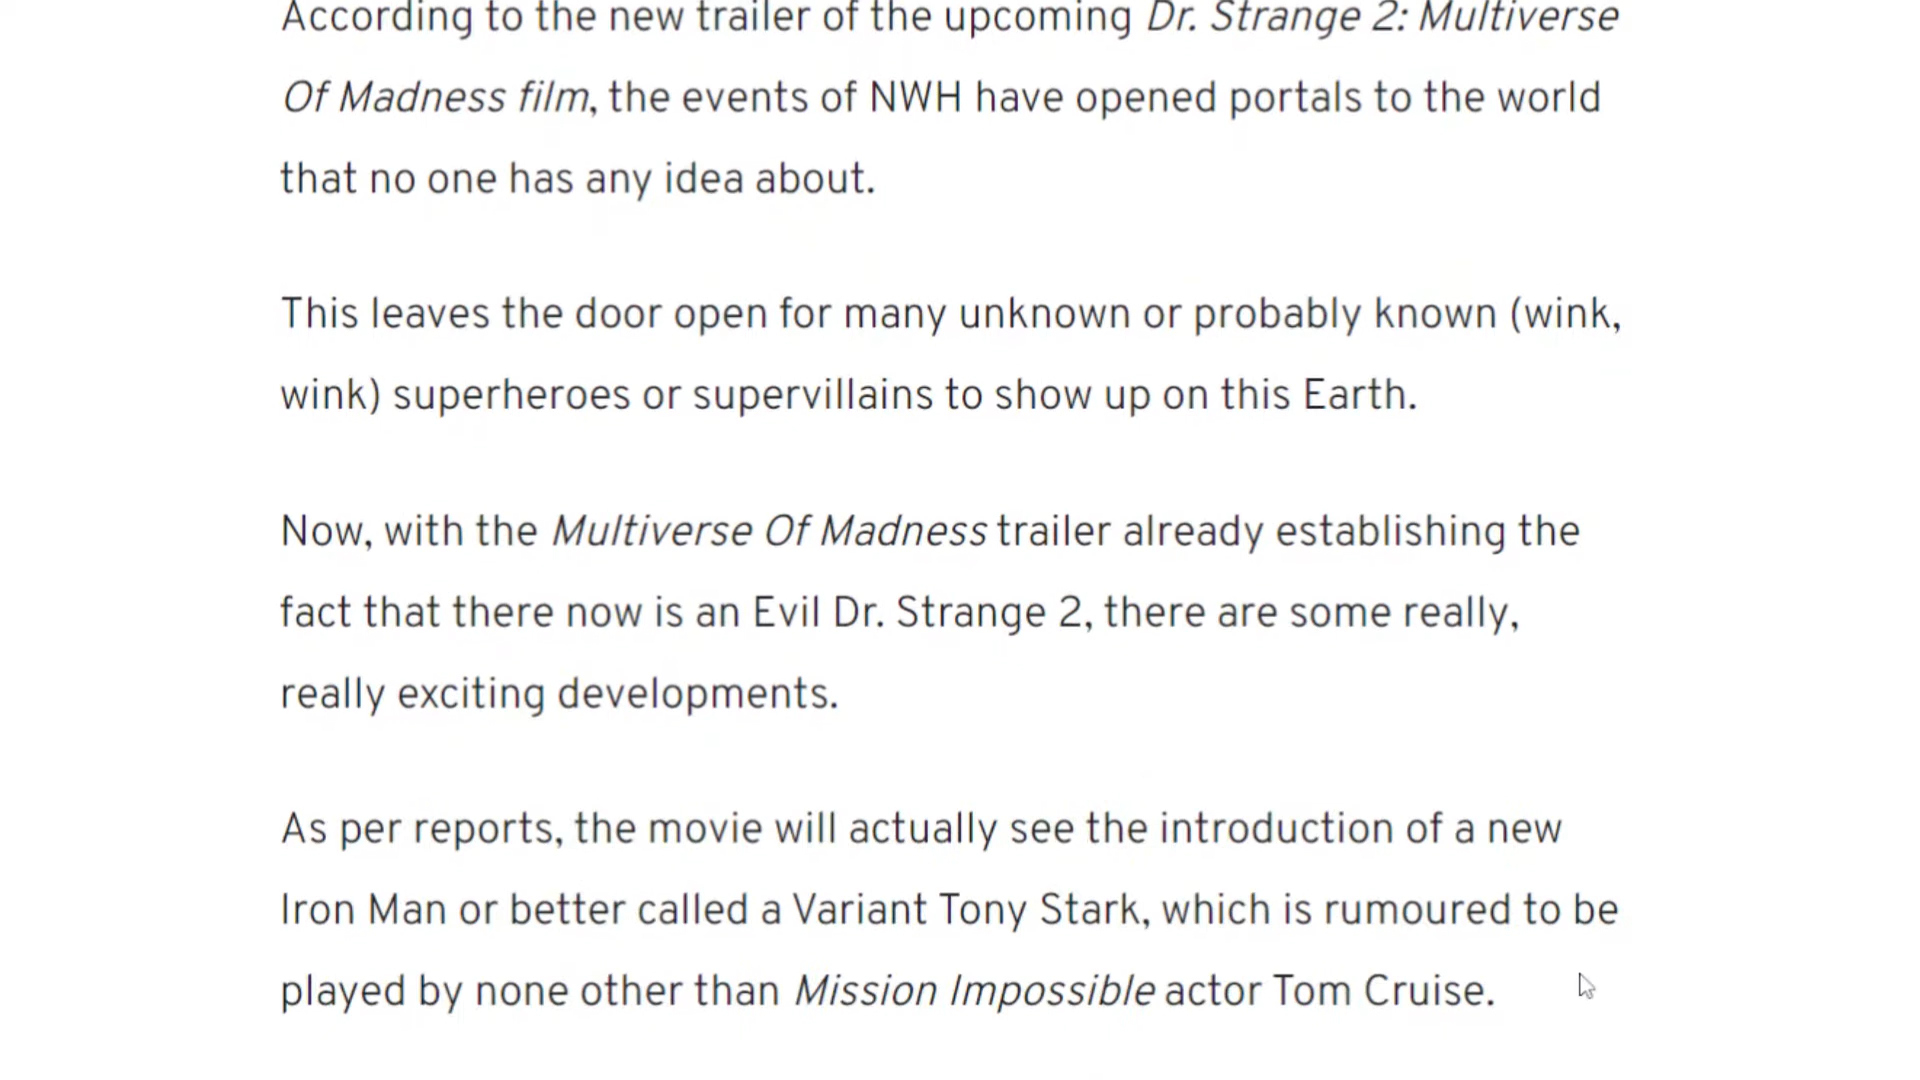 According to the new trailer of the upcoming Dr. Strange 2: Multiverse
Of Madness film, the events of NWH have opened portals to the world
that no one has any idea about.
This leaves the door open for many unknown or probably known (wink,
wink) superheroes or supervillains to show up on this Earth.
Now, with the Multiverse Of Madness trailer already establishing the
fact that there now is an Evil Dr. Strange 2, there are some really,
really exciting developments.
As per reports, the movie will actually see the introduction of a new
Iron Man or better called a Variant Tony Stark, which is rumoured to be
played by none other than Mission Impossible actor Tom Cruise.